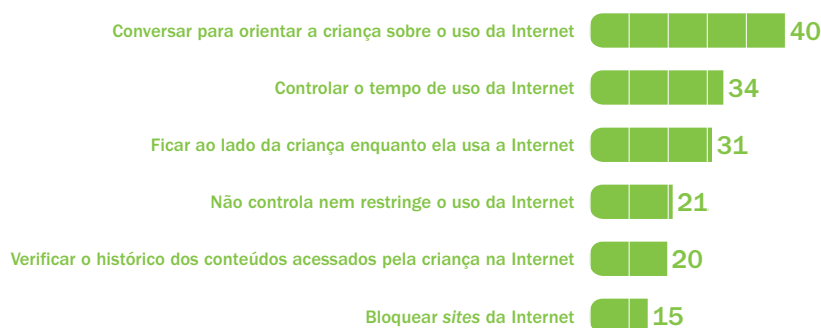 Conversar para orientar a criança sobre o uso da Internet 40
Controlar o tempo de uso da Internet 34
Ficar ao lado da criança enquanto ela usa a Internet 31
Não controla nem restringe o uso da Internet 21
Verificar o histórico dos conteúdos acessados pela criança na Internet 20
Bloquear sites da Internet 15